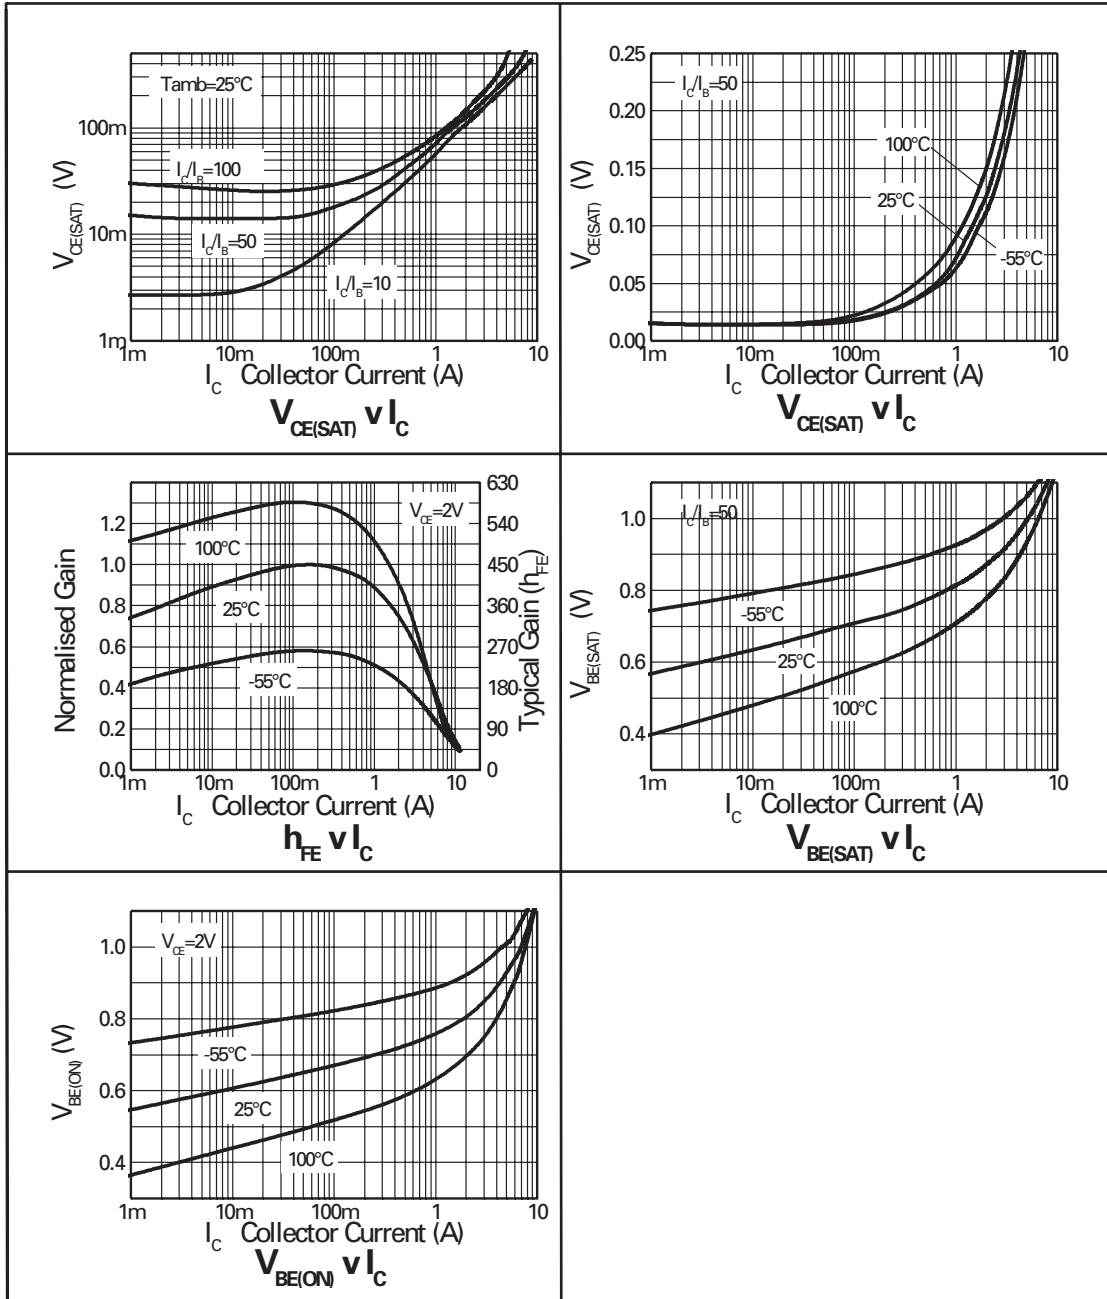 Tamb=25°C
100m
IC/IB=100
10m
IC/IB=50
IC/IB=10
1m
VCE(SAT) (V)
1m 10m 100m 1 10
IC Collector Current (A)
VCE(SAT) v IC
0.25
IC/IB=50
0.20
100°C
0.15
25°C
0.10
-55°C
0.05
0.00
VCE(SAT) (V)
1m 10m 100m 1 10
IC Collector Current (A)
VCE(SAT) v IC
630
VCE=2V
1.2 540
100°C
1.0 450
0.8 360
25°C
0.6 270
0.4 180
-55°C
0.2 90
0.0 0
Normalised Gain
Typical Gain (hFE)
1m 10m 100m 1 10
IC Collector Current (A)
hFE v IC
IC/IB=50
1.0
0.8
-55°C
0.6
25°C
100°C
0.4
VBE(SAT) (V)
1m 10m 100m 1 10
IC Collector Current (A)
VBE(SAT) v IC
VCE=2V
1.0
0.8
-55°C
0.6
25°C
100°C
0.4
VBE(ON) (V)
1m 10m 100m 1 10
IC Collector Current (A)
VBE(ON) v IC